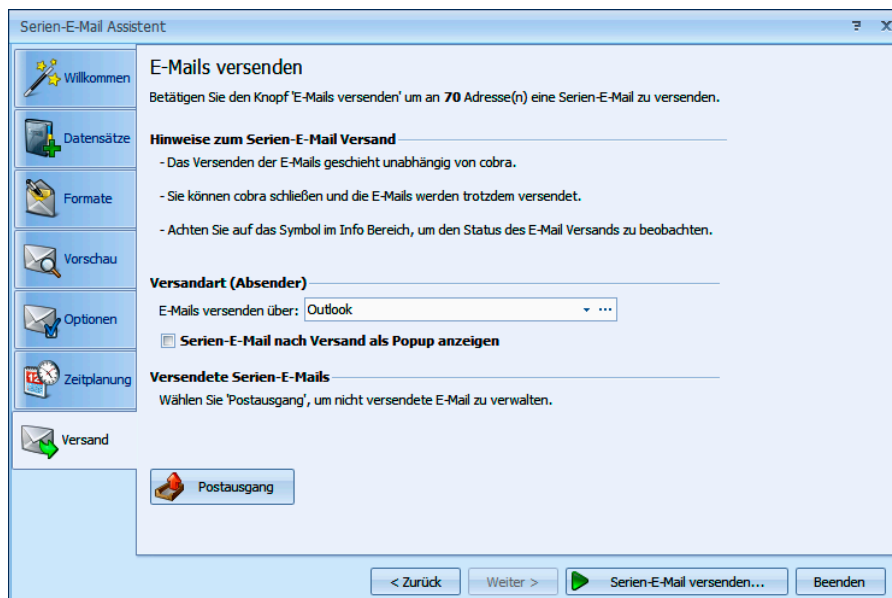 Serien-E-Mail Assistent
? X
Willkommen
Datensätze
Formate
Vorschau
Optionen
Zeitplanung
Versand
E-Mails versenden
Betätigen Sie den Knopf 'E-Mails versenden' um an 70 Adresse(n) eine Serien-E-Mail zu versenden.
Hinweise zum Serien-E-Mail Versand
- Das Versenden der E-Mails geschieht unabhängig von cobra.
- Sie können cobra schließen und die E-Mails werden trotzdem versendet.
- Achten Sie auf das Symbol im Info Bereich, um den Status des E-Mail Versands zu beobachten.
Versandart (Absender)
E-Mails versenden über: Outlook ...
Serien-E-Mail nach Versand als Popup anzeigen
Versendete Serien-E-Mails
Wählen Sie 'Postausgang', um nicht versendete E-Mail zu verwalten.
Postausgang
< Zurück Weiter > Serien-E-Mail versenden... Beenden